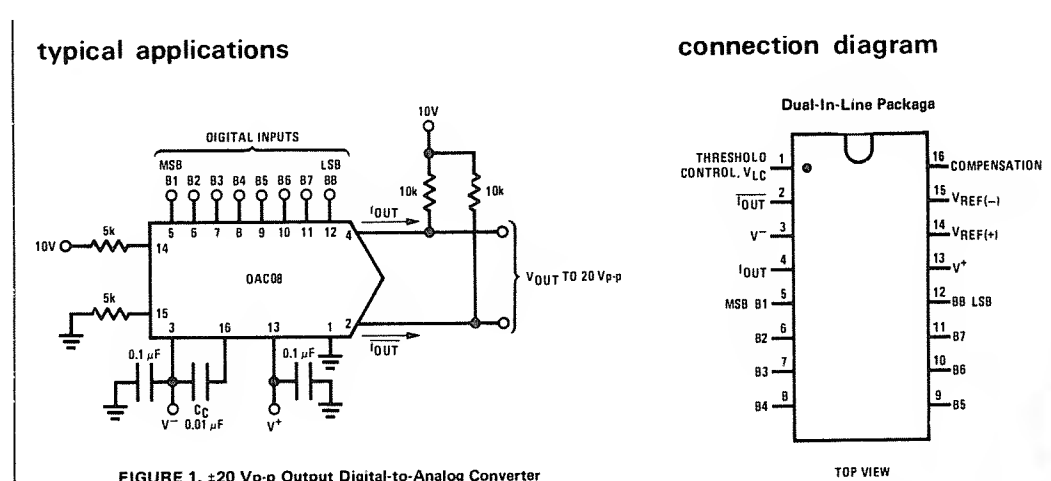 typical applications
10V
DIGITAL INPUTS
MSB LSB
B1 B2 B3 B4 B5 B6 B7 B8
10k 10k
IOUT
5 6 7 8 9 10 11 12 4
10V 5k 14
DAC08
VOUT TO 20 Vp-p
5k 15
3 16 13 1 2
IOUT
0.1 µF 0.1 µF
CC
V− 0.01 µF V+
FIGURE 1. ±20 Vp-p Output Digital-to-Analog Converter
connection diagram
Dual-In-Line Package
THRESHOLD CONTROL, VLC 1
IOUT 2
V− 3
IOUT 4
MSB B1 5
B2 6
B3 7
B4 8
16 COMPENSATION
15 VREF(−)
14 VREF(+)
13 V+
12 B8 LSB
11 B7
10 B6
9 B5
TOP VIEW